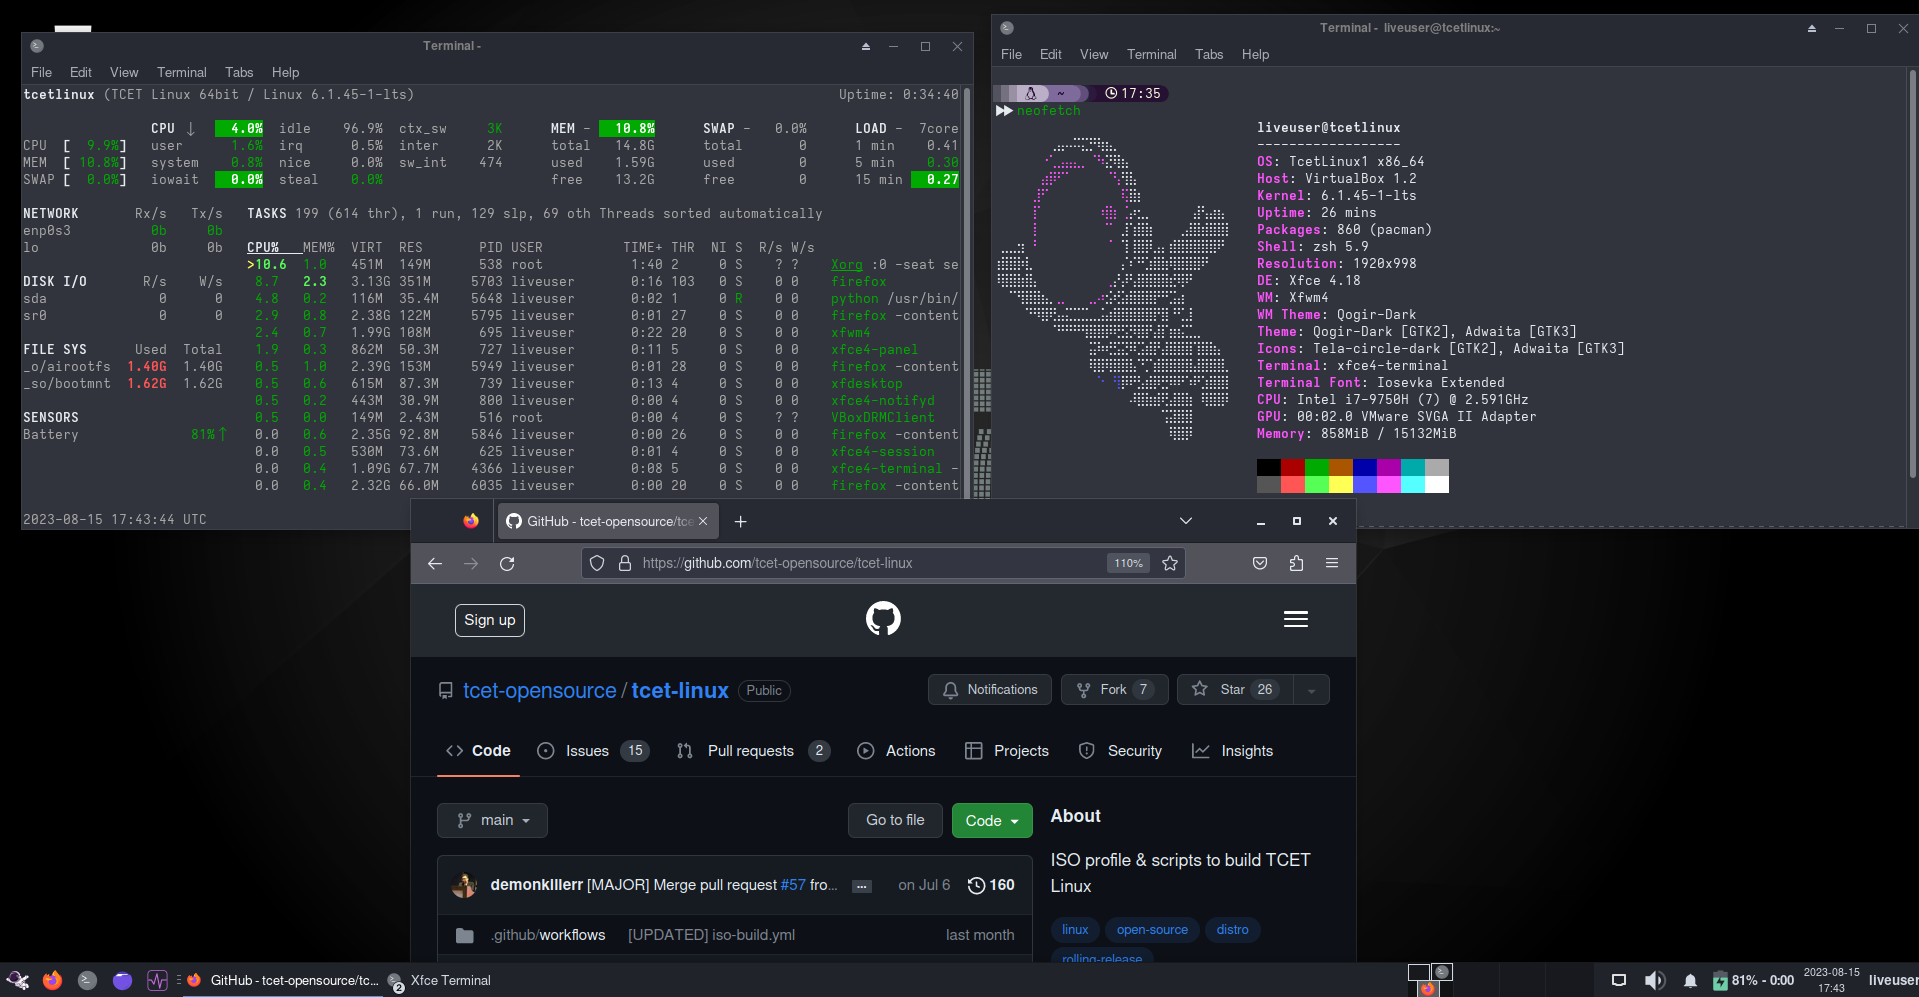 Terminal -
File Edit View Terminal Tabs Help
tcetlinux (TCET Linux 64bit / Linux 6.1.45-1-lts) Uptime: 0:34:40
CPU ↓ 4.0% idle 96.9% ctx_sw 3K MEM - 10.8% SWAP - 0.0% LOAD - 7core
CPU [ 9.9%] user 1.6% irq 0.5% inter 2K total 14.8G total 0 1 min 0.41
MEM [ 10.8%] system 0.8% nice 0.0% sw_int 474 used 1.59G used 0 5 min 0.30
SWAP [ 0.0%] iowait 0.0% steal 0.0% free 13.2G free 0 15 min 0.27
NETWORK Rx/s Tx/s TASKS 199 (614 thr), 1 run, 129 slp, 69 oth Threads sorted automatically
enp0s3 0b 0b
lo 0b 0b CPU% MEM% VIRT RES PID USER TIME+ THR NI S R/s W/s
>10.6 1.0 451M 149M 538 root 1:40 2 0 S ? ? Xorg :0 -seat se
DISK I/O R/s W/s 8.7 2.3 3.13G 351M 5703 liveuser 0:16 103 0 S 0 0 firefox
sda 0 0 4.8 0.2 116M 35.4M 5648 liveuser 0:02 1 0 R 0 0 python /usr/bin/
sr0 0 0 2.9 0.8 2.38G 122M 5795 liveuser 0:01 27 0 S 0 0 firefox -content
2.4 0.7 1.99G 108M 695 liveuser 0:22 20 0 S 0 0 xfwm4
FILE SYS Used Total 1.9 0.3 862M 50.3M 727 liveuser 0:11 5 0 S 0 0 xfce4-panel
_o/airootfs 1.40G 1.40G 0.5 1.0 2.39G 153M 5949 liveuser 0:01 28 0 S 0 0 firefox -content
_so/bootmnt 1.62G 1.62G 0.5 0.6 615M 87.3M 739 liveuser 0:13 4 0 S 0 0 xfdesktop
0.5 0.2 443M 30.9M 800 liveuser 0:00 4 0 S 0 0 xfce4-notifyd
SENSORS 0.5 0.0 149M 2.43M 516 root 0:00 4 0 S ? ? VBoxDRMClient
Battery 81%↑ 0.0 0.6 2.35G 92.8M 5846 liveuser 0:00 26 0 S 0 0 firefox -content
0.0 0.5 530M 73.6M 625 liveuser 0:01 4 0 S 0 0 xfce4-session
0.0 0.4 1.09G 67.7M 4366 liveuser 0:08 5 0 S 0 0 xfce4-terminal -
0.0 0.4 2.32G 66.0M 6035 liveuser 0:00 20 0 S 0 0 firefox -content
2023-08-15 17:43:44 UTC
Terminal - liveuser@tcetlinux:~
File Edit View Terminal Tabs Help
~ 17:35
neofetch
liveuser@tcetlinux
------------------
OS: TcetLinux1 x86_64
Host: VirtualBox 1.2
Kernel: 6.1.45-1-lts
Uptime: 26 mins
Packages: 860 (pacman)
Shell: zsh 5.9
Resolution: 1920x998
DE: Xfce 4.18
WM: Xfwm4
WM Theme: Qogir-Dark
Theme: Qogir-Dark [GTK2], Adwaita [GTK3]
Icons: Tela-circle-dark [GTK2], Adwaita [GTK3]
Terminal: xfce4-terminal
Terminal Font: Iosevka Extended
CPU: Intel i7-9750H (7) @ 2.591GHz
GPU: 00:02.0 VMware SVGA II Adapter
Memory: 858MiB / 15132MiB
GitHub - tcet-opensource/tce
https://github.com/tcet-opensource/tcet-linux 110%
Sign up
tcet-opensource / tcet-linux Public Notifications Fork 7 Star 26
Code Issues 15 Pull requests 2 Actions Projects Security Insights
main Go to file Code
About
ISO profile & scripts to build TCET
Linux
demonkillerr [MAJOR] Merge pull request #57 fro... ... on Jul 6 160
.github/workflows [UPDATED] iso-build.yml last month
linux open-source distro
rolling-release
GitHub - tcet-opensource/tc... 2 Xfce Terminal 81% - 0:00 2023-08-15 liveuser
17:43